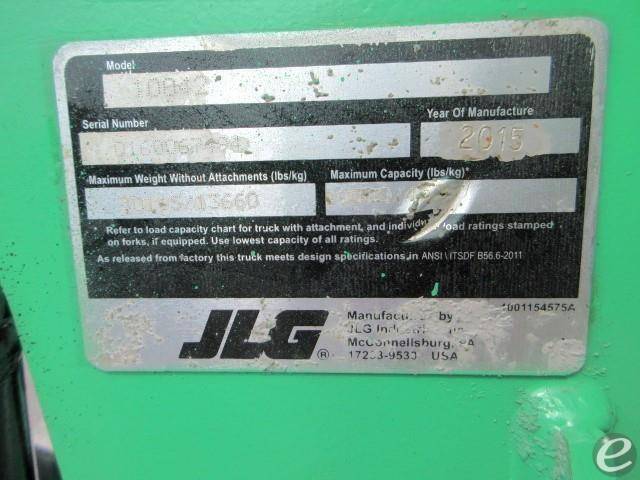 Model
10042
Serial Number
Year Of Manufacture
2015
Maximum Weight Without Attachments (lbs/kg)
Maximum Capacity (lbs/kg)*
/13660
* Refer to load capacity chart for truck with attachment, and load ratings stamped
on forks, if equipped. Use lowest capacity of all ratings.
As released from factory this truck meets design specifications in ANSI \ ITSDF B56.6-2011
1001154575A
JLG ®
Manufactured by
JLG
McConnellsburg, PA
17233-9533 USA
e